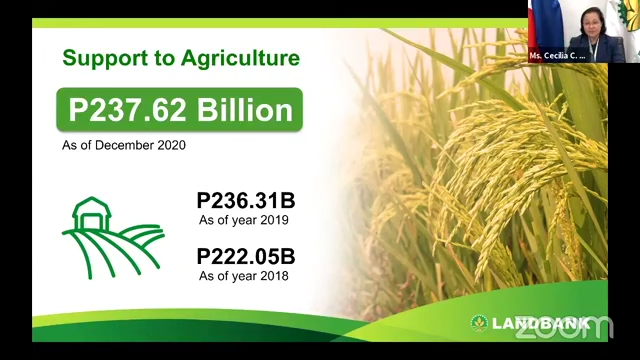 Support to Agriculture
P237.62 Billion
As of December 2020
P236.31B
As of year 2019
P222.05B
As of year 2018
Ms. Cecilia C. ...
LANDBANK
zoom